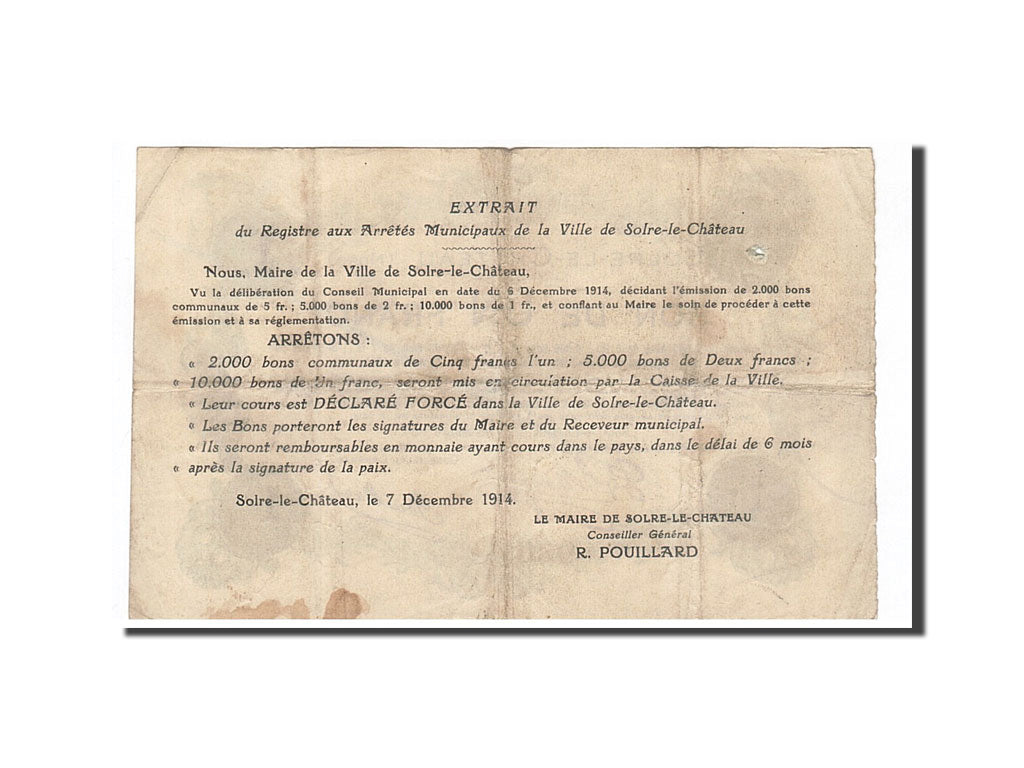 EXTRAIT
du Registre aux Arrêtés Municipaux de la Ville de Solre-le-Château
Nous, Maire de la Ville de Solre-le-Château,
Vu la délibération du Conseil Municipal en date du 6 Décembre 1914, décidant l'émission de 2.000 bons
communaux de 5 fr. ; 5.000 bons de 2 fr. ; 10.000 bons de 1 fr., et confiant au Maire le soin de procéder à cette
émission et à sa réglementation.
ARRÊTONS :
« 2.000 bons communaux de Cinq francs l'un ; 5.000 bons de Deux francs ;
« 10.000 bons de Un franc, seront mis en circulation par la Caisse de la Ville.
« Leur cours est DÉCLARÉ FORCÉ dans la Ville de Solre-le-Château.
« Les Bons porteront les signatures du Maire et du Receveur municipal.
« Ils seront remboursables en monnaie ayant cours dans le pays, dans le délai de 6 mois
« après la signature de la paix.
Solre-le-Château, le 7 Décembre 1914.
LE MAIRE DE SOLRE-LE-CHATEAU
Conseiller Général
R. POUILLARD